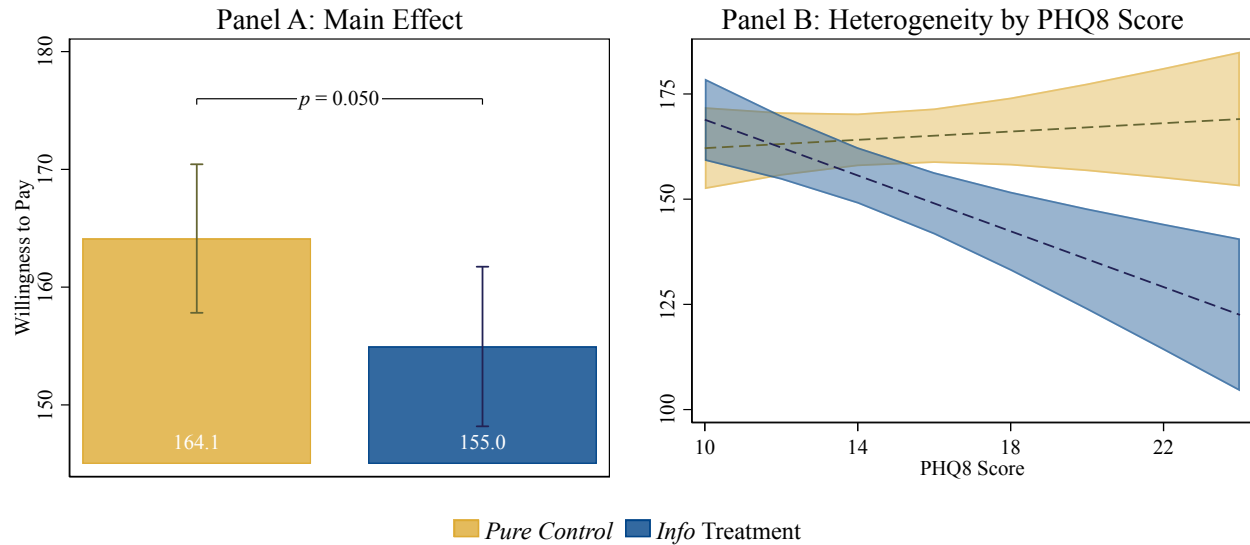 Panel A: Main Effect
Willingness to Pay
180
170
160
150
p = 0.050
164.1
155.0
Panel B: Heterogeneity by PHQ8 Score
175
150
125
100
10 14 18 22
PHQ8 Score
Pure Control Info Treatment